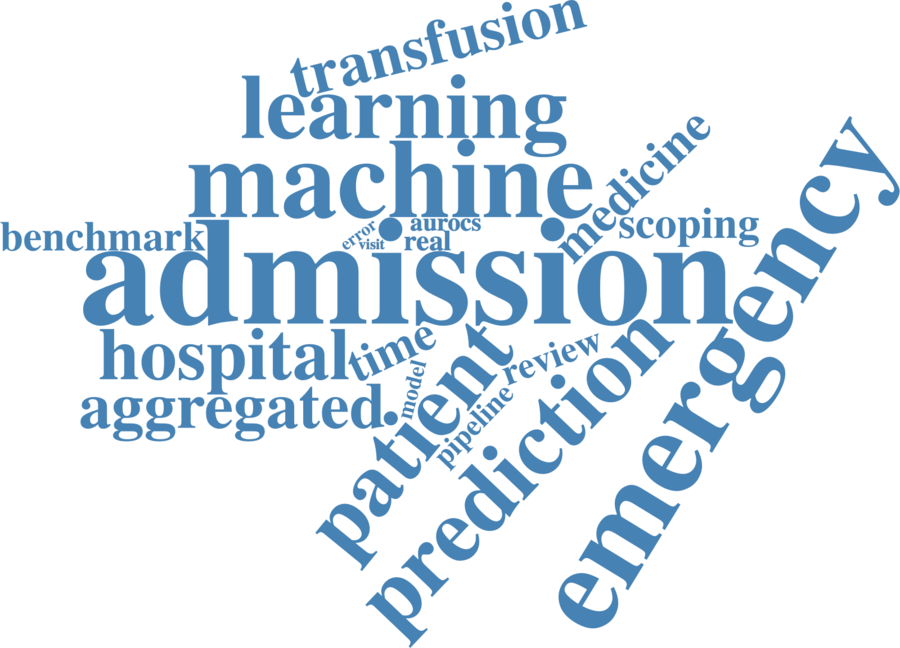 transfusion
learning
machine
medicine
emergency
benchmark
error
visit
aurocs
real
scoping
admission
hospital
time
aggregated
model
patient
review
pipeline
prediction